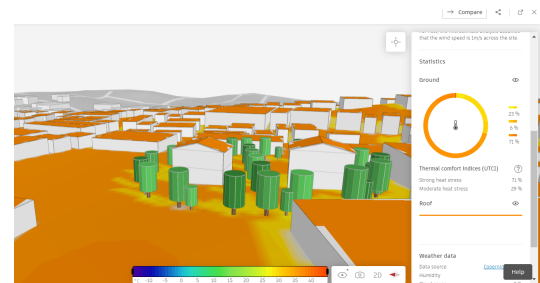 → Compare
that the wind speed is 1m/s across the site
Statistics
Ground
23 %
6 %
71 %
Thermal comfort indices (UTCI) ?
Strong heat stress 71 %
Moderate heat stress 29 %
Roof
Weather data
Data source
Humidity
Help
°C -10 -5 0 5 10 15 20 25 30 35 40
2D